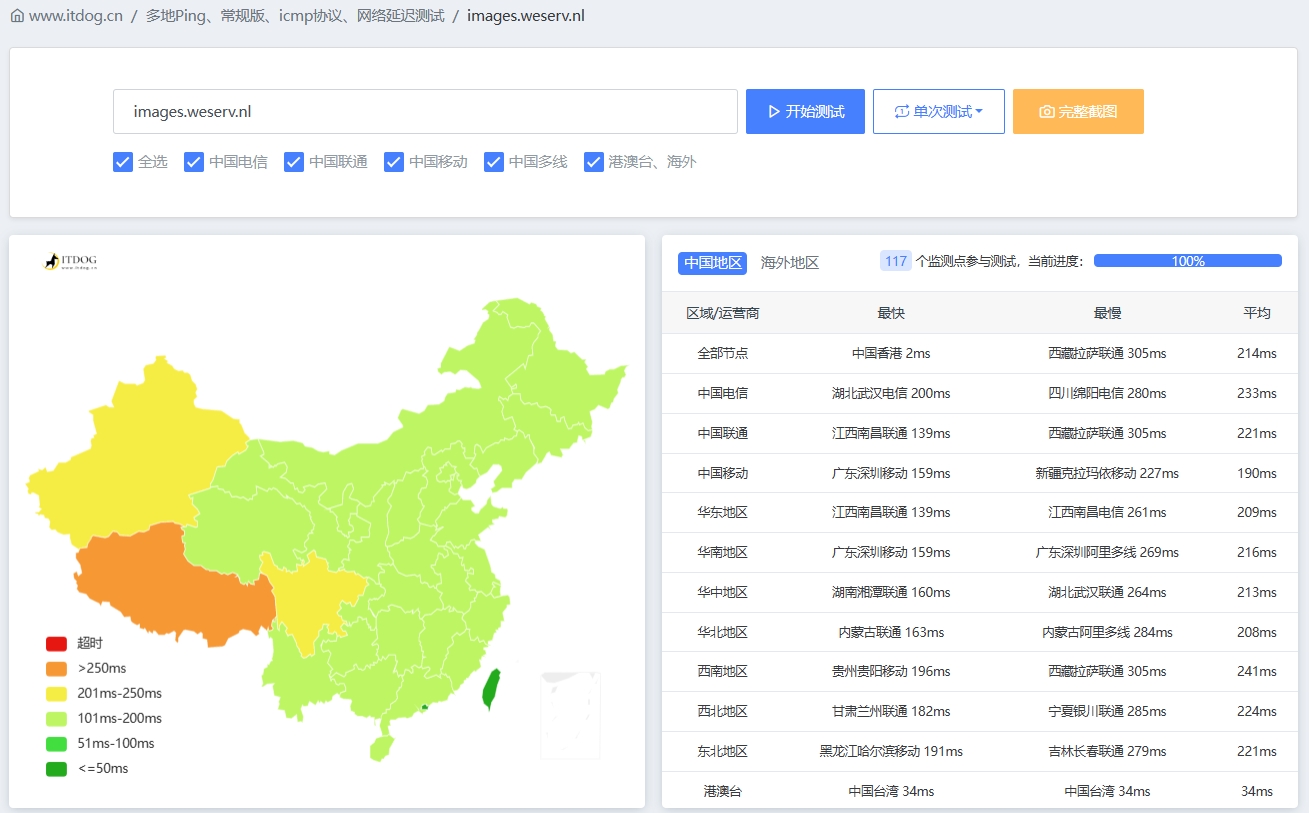 www.itdog.cn / 多地Ping、常规版、icmp协议、网络延迟测试 / images.weserv.nl
images.weserv.nl 开始测试 单次测试 完整截图
全选 中国电信 中国联通 中国移动 中国多线 港澳台、海外
ITDOG
www.itdog.cn
超时
>250ms
201ms-250ms
101ms-200ms
51ms-100ms
<=50ms
中国地区 海外地区 117 个监测点参与测试，当前进度： 100%
区域/运营商 最快 最慢 平均
全部节点 中国香港 2ms 西藏拉萨联通 305ms 214ms
中国电信 湖北武汉电信 200ms 四川绵阳电信 280ms 233ms
中国联通 江西南昌联通 139ms 西藏拉萨联通 305ms 221ms
中国移动 广东深圳移动 159ms 新疆克拉玛依移动 227ms 190ms
华东地区 江西南昌联通 139ms 江西南昌电信 261ms 209ms
华南地区 广东深圳移动 159ms 广东深圳阿里多线 269ms 216ms
华中地区 湖南湘潭联通 160ms 湖北武汉联通 264ms 213ms
华北地区 内蒙古联通 163ms 内蒙古阿里多线 284ms 208ms
西南地区 贵州贵阳移动 196ms 西藏拉萨联通 305ms 241ms
西北地区 甘肃兰州联通 182ms 宁夏银川联通 285ms 224ms
东北地区 黑龙江哈尔滨移动 191ms 吉林长春联通 279ms 221ms
港澳台 中国台湾 34ms 中国台湾 34ms 34ms